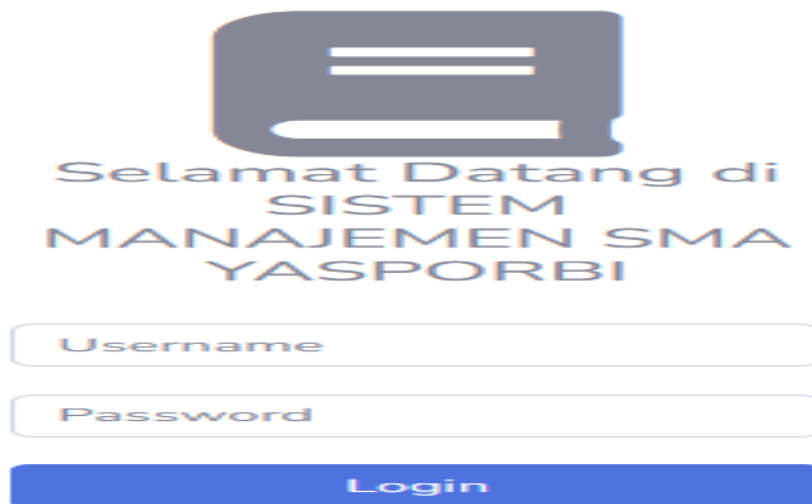 Selamat Datang di
SISTEM
MANAJEMEN SMA
YASPORBI
Username
Password
Login